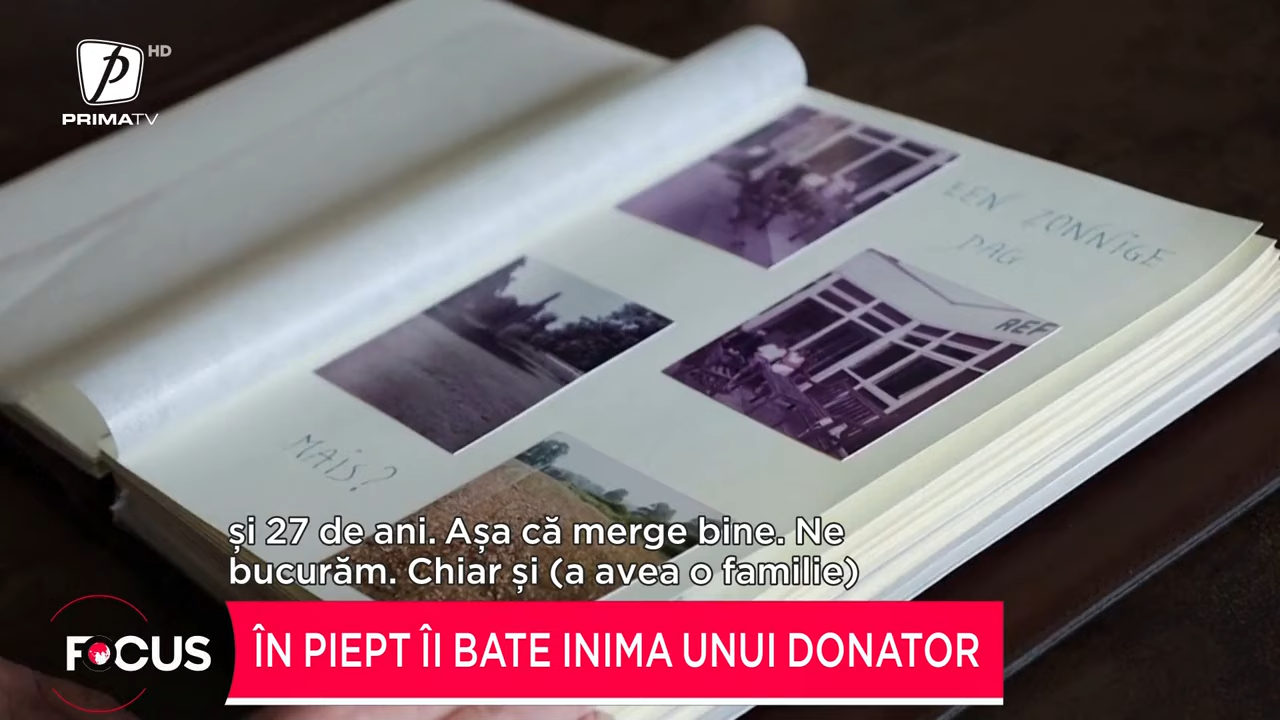 HD
PRIMATV
EEN ZONNIGE
DAG
REF
MAIS?
și 27 de ani. Așa că merge bine. Ne
bucurăm. Chiar și (a avea o familie)
FOCUS
ÎN PIEPT ÎI BATE INIMA UNUI DONATOR